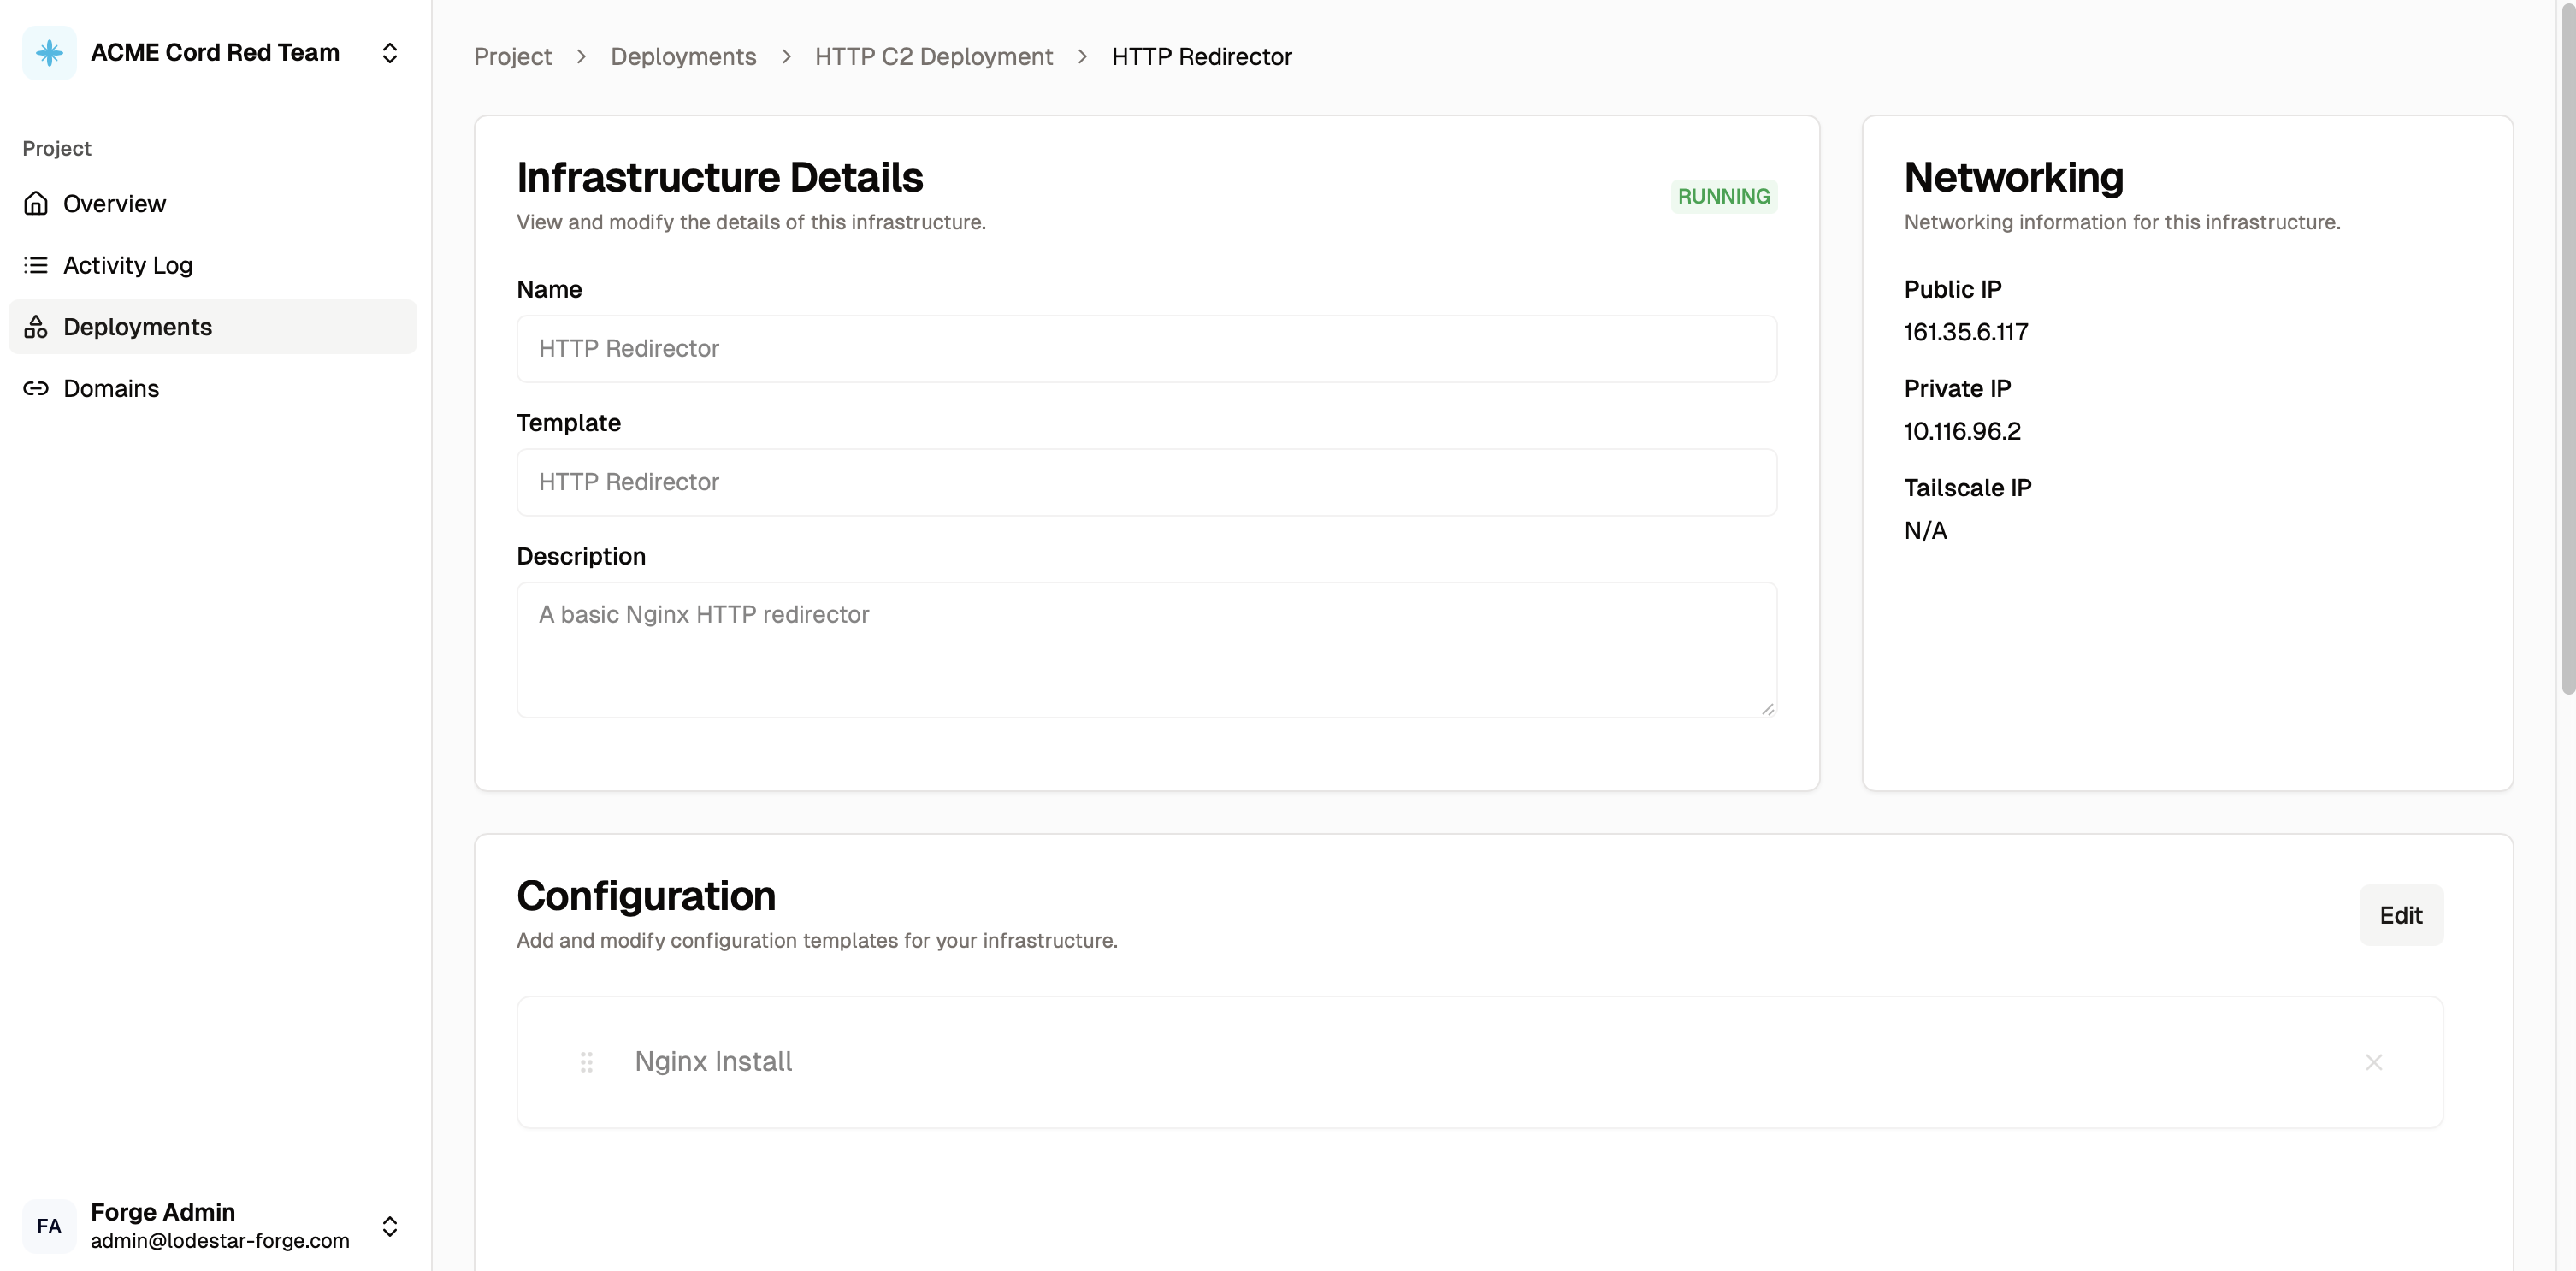 ACME Cord Red Team
Project
Overview
Activity Log
Deployments
Domains
FA
Forge Admin
admin@lodestar-forge.com
Project > Deployments > HTTP C2 Deployment > HTTP Redirector
Infrastructure Details
View and modify the details of this infrastructure.
RUNNING
Name
HTTP Redirector
Template
HTTP Redirector
Description
A basic Nginx HTTP redirector
Networking
Networking information for this infrastructure.
Public IP
161.35.6.117
Private IP
10.116.96.2
Tailscale IP
N/A
Configuration
Add and modify configuration templates for your infrastructure.
Edit
Nginx Install